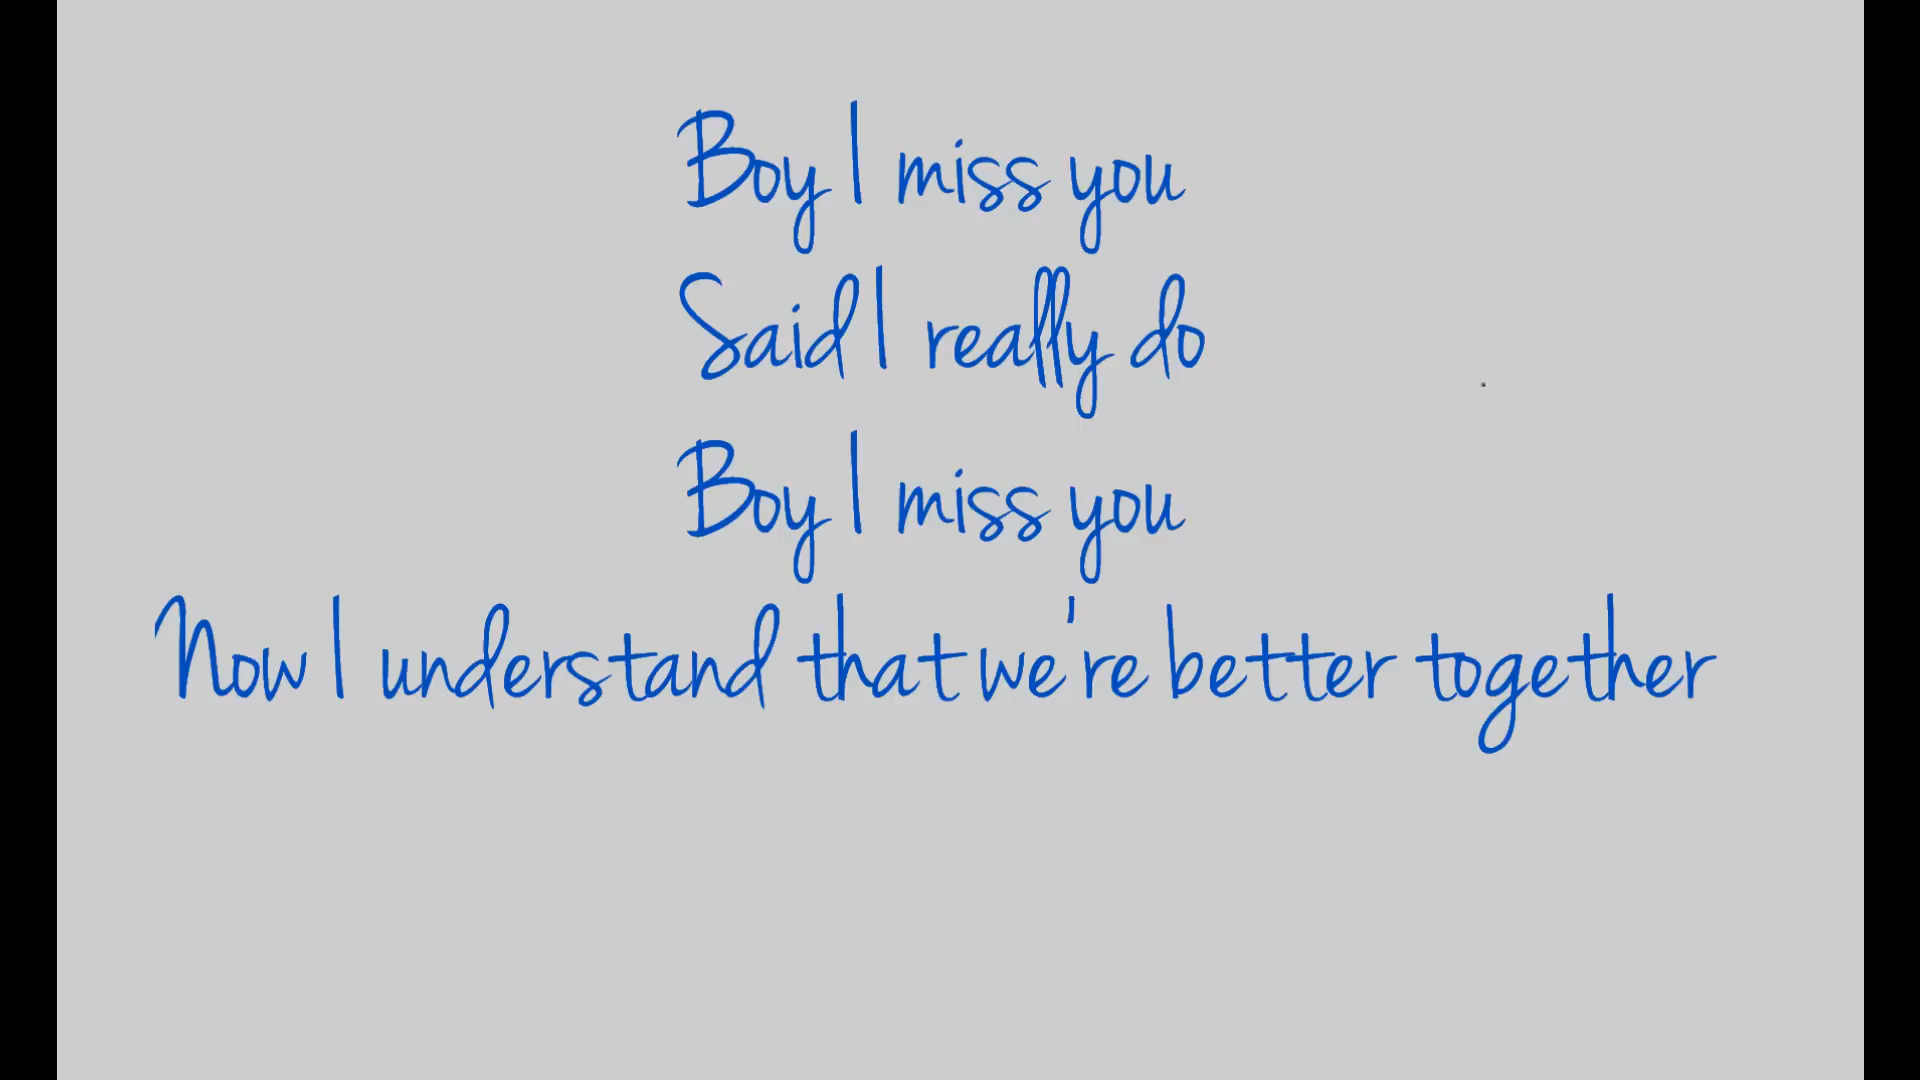 Boy I miss you
Said I really do
Boy I miss you
Now I understand that we're better together